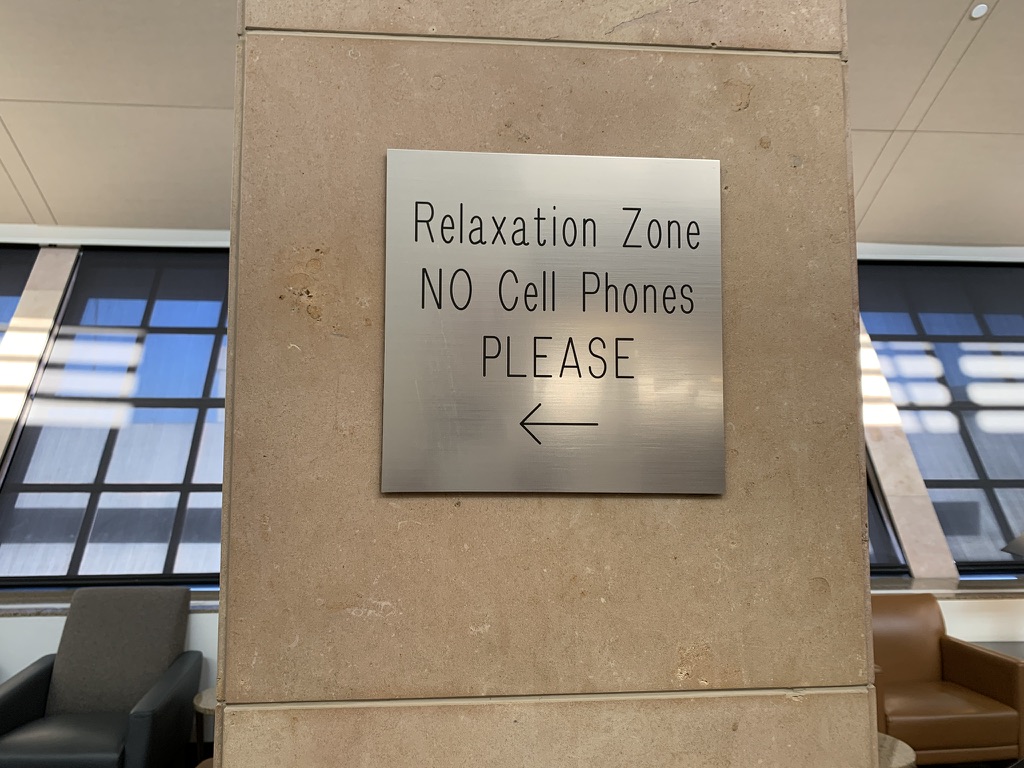 Relaxation Zone
NO Cell Phones
PLEASE
←